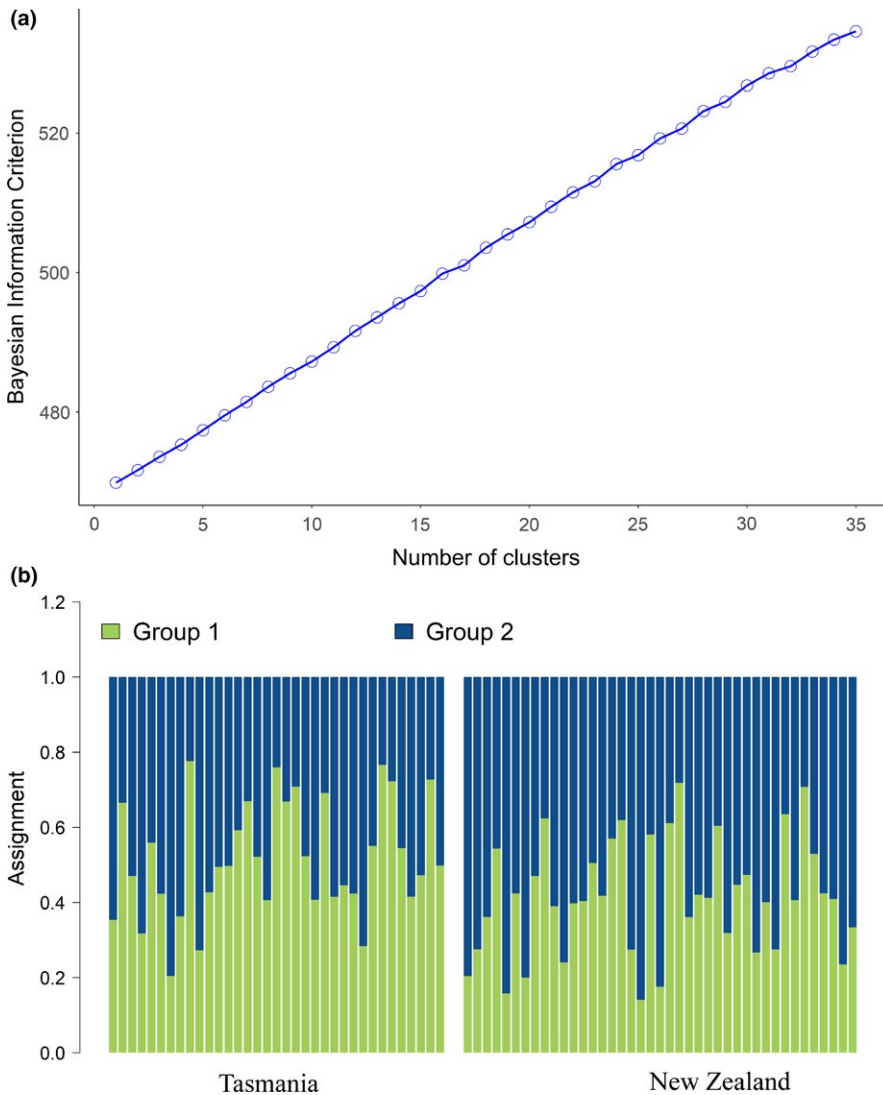 (a)
Bayesian Information Criterion
520
500
480
0 5 10 15 20 25 30 35
Number of clusters
(b)
Assignment
1.2
1.0
0.8
0.6
0.4
0.2
0.0
Group 1 Group 2
Tasmania New Zealand